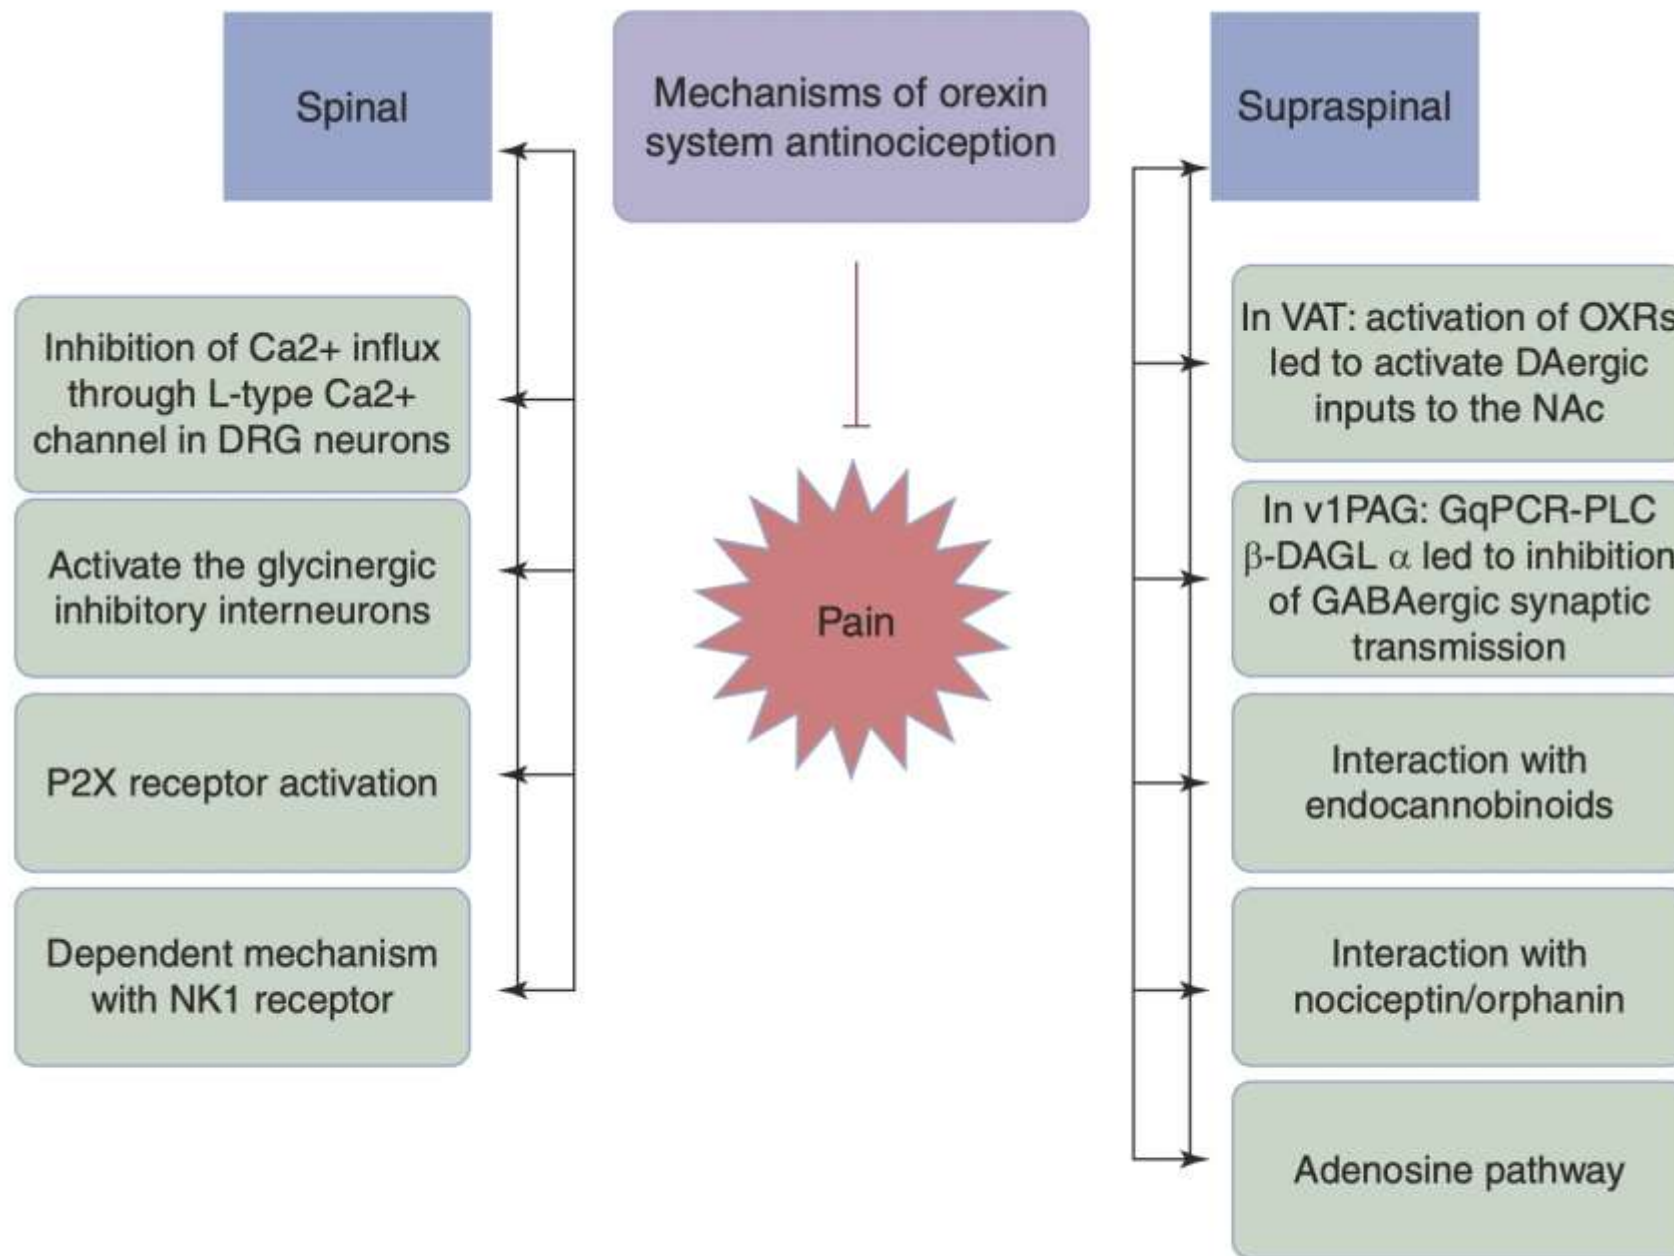 Spinal
Mechanisms of orexin
system antinociception
Supraspinal
Inhibition of Ca2+ influx
through L-type Ca2+
channel in DRG neurons
Activate the glycinergic
inhibitory interneurons
P2X receptor activation
Dependent mechanism
with NK1 receptor
Pain
In VAT: activation of OXRs
led to activate DAergic
inputs to the NAc
In v1PAG: GqPCR-PLC
β-DAGL α led to inhibition
of GABAergic synaptic
transmission
Interaction with
endocannobinoids
Interaction with
nociceptin/orphanin
Adenosine pathway